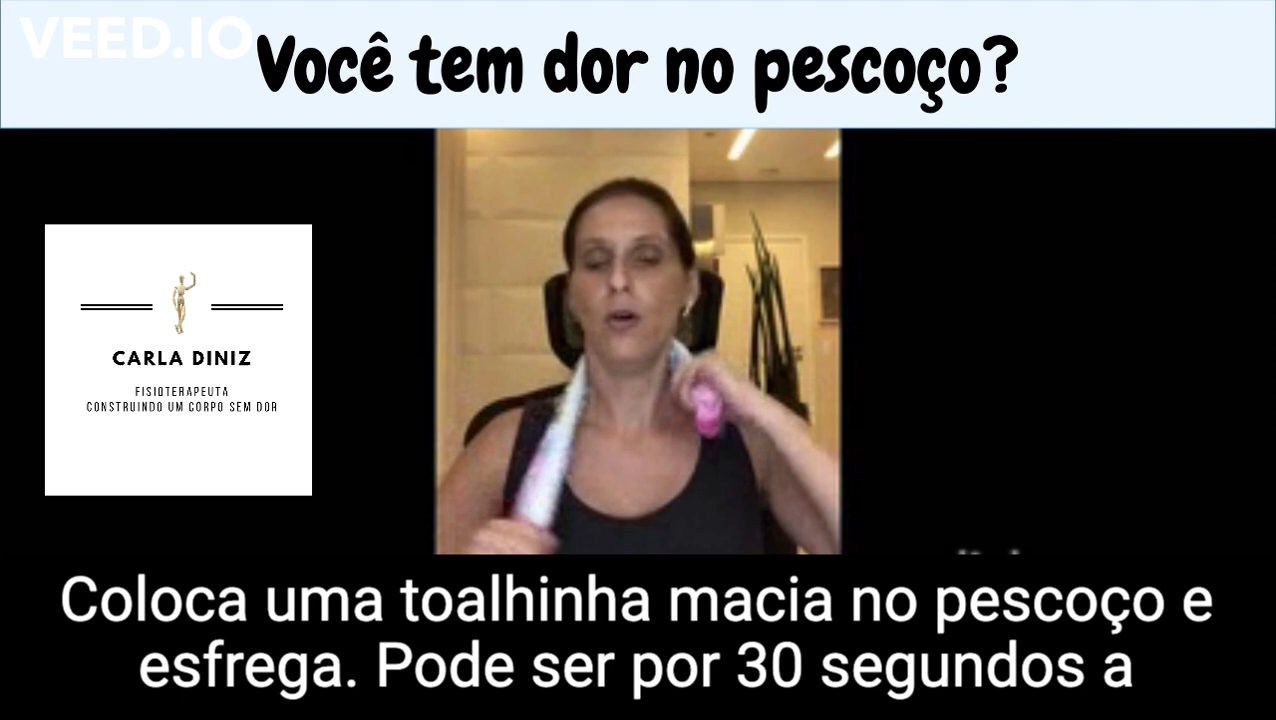 VEED.IO
Você tem dor no pescoço?
CARLA DINIZ
FISIOTERAPEUTA
CONSTRUINDO UM CORPO SEM DOR
Coloca uma toalhinha macia no pescoço e
esfrega. Pode ser por 30 segundos a